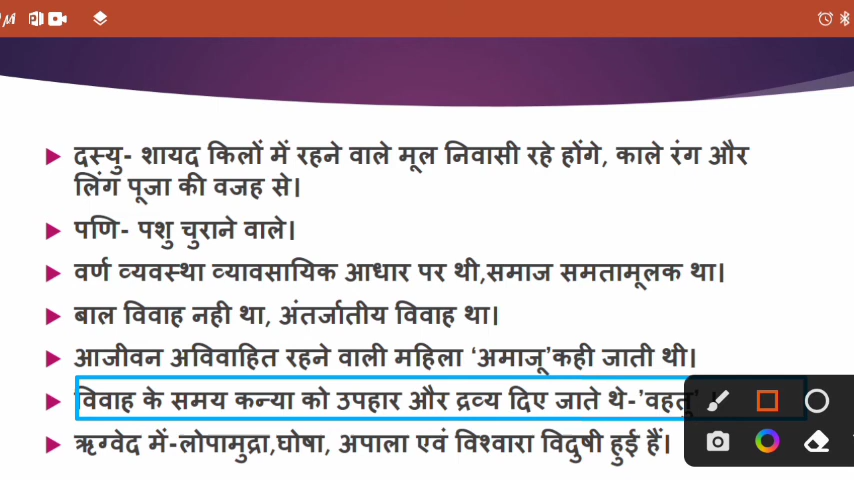 दस्यु- शायद किलों में रहने वाले मूल निवासी रहे होंगे, काले रंग और
लिंग पूजा की वजह से।
पणि- पशु चुराने वाले।
वर्ण व्यवस्था व्यावसायिक आधार पर थी,समाज समतामूलक था।
बाल विवाह नही था, अंतर्जातीय विवाह था।
आजीवन अविवाहित रहने वाली महिला ‘अमाजू’कही जाती थी।
विवाह के समय कन्या को उपहार और द्रव्य दिए जाते थे-’वहतु’ ।
ऋग्वेद में-लोपामुद्रा,घोषा, अपाला एवं विश्वारा विदुषी हुई हैं।